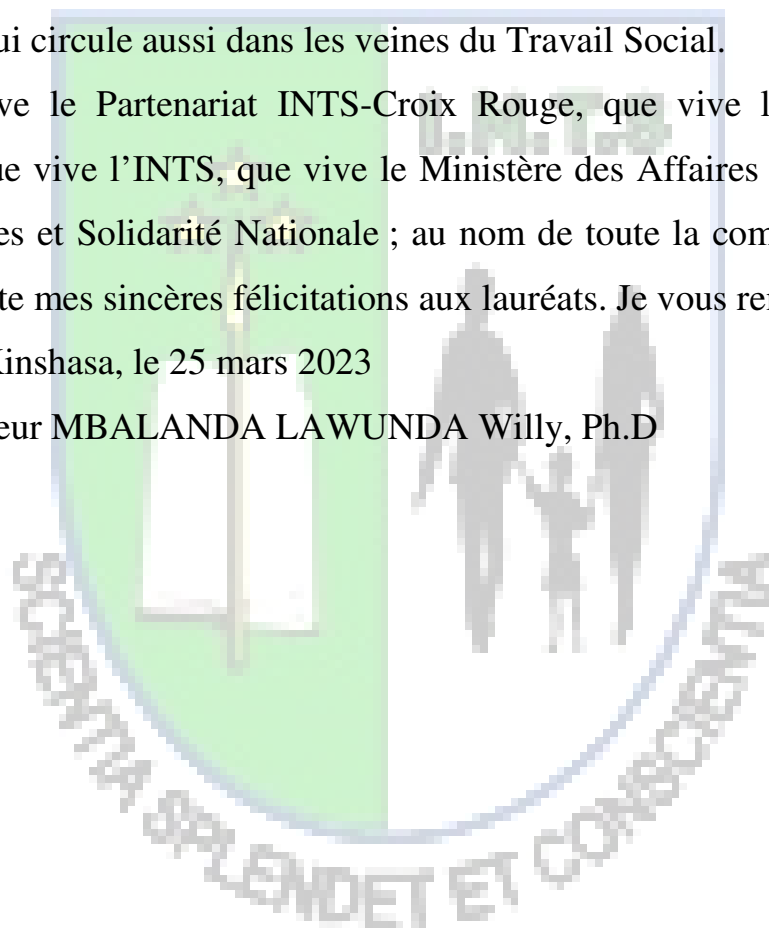 ui circule aussi dans les veines du Travail Social.
ve le Partenariat INTS-Croix Rouge, que vive l
ue vive l’INTS, que vive le Ministère des Affaires
es et Solidarité Nationale ; au nom de toute la com
te mes sincères félicitations aux lauréats. Je vous re
Kinshasa, le 25 mars 2023
eur MBALANDA LAWUNDA Willy, Ph.D
I.N.T.S
SCIENTIA SPLENDET ET CONSCIENTIA